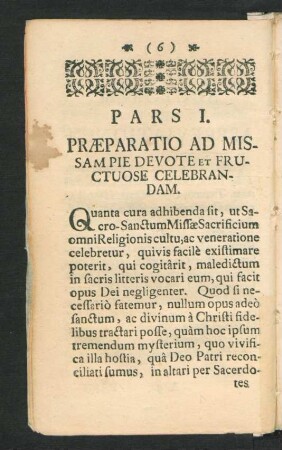 (6)
PARS I.
PRÆPARATIO AD MIS-
SAM PIE DEVOTE ET FRU-
CTUOSE CELEBRAN-
DAM.
Quanta cura adhibenda sit, ut Sa-
cro-Sanctum Missæ Sacrificium
omni Religionis cultu, ac veneratione
celebretur, quivis facilè existimare
poterit, qui cogitârit, maledictum
in sacris litteris vocari eum, qui facit
opus Dei negligenter. Quod si ne-
cessariò fatemur, nullum opus adeò
sanctum, ac divinum à Christi fide-
libus tractari posse, quàm hoc ipsum
tremendum mysterium, quo vivifi-
ca illa hostia, quâ Deo Patri recon-
ciliati sumus, in altari per Sacerdo-
tes